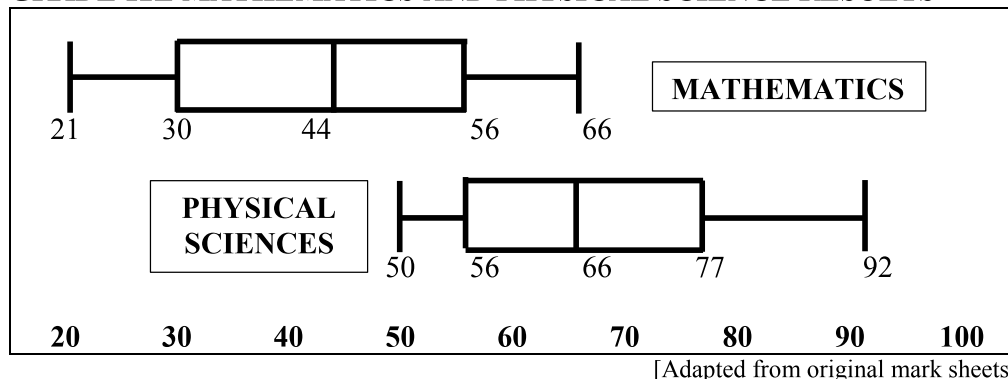 MATHEMATICS
21 30 44 56 66
PHYSICAL
SCIENCES
50 56 66 77 92
20 30 40 50 60 70 80 90 100
[Adapted from original mark sheets